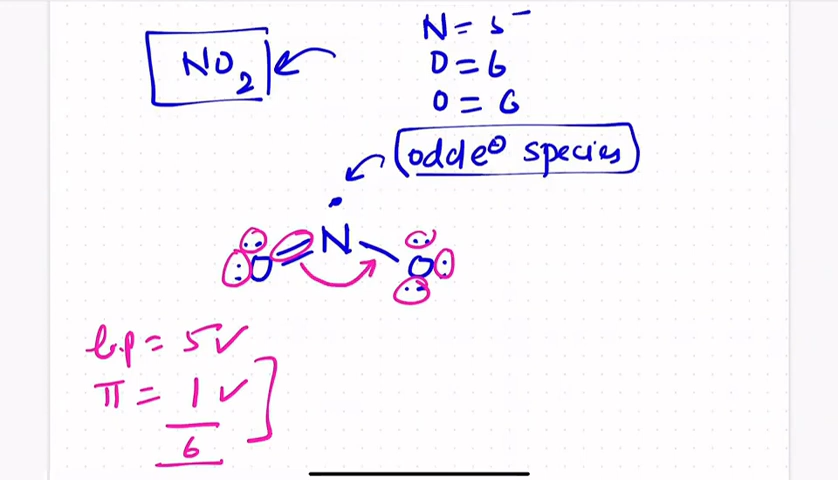 NO2
N = 5
O = 6
O = 6
odd e⊖ species
O=N-O
l.p = 5✓
π = 1✓
6